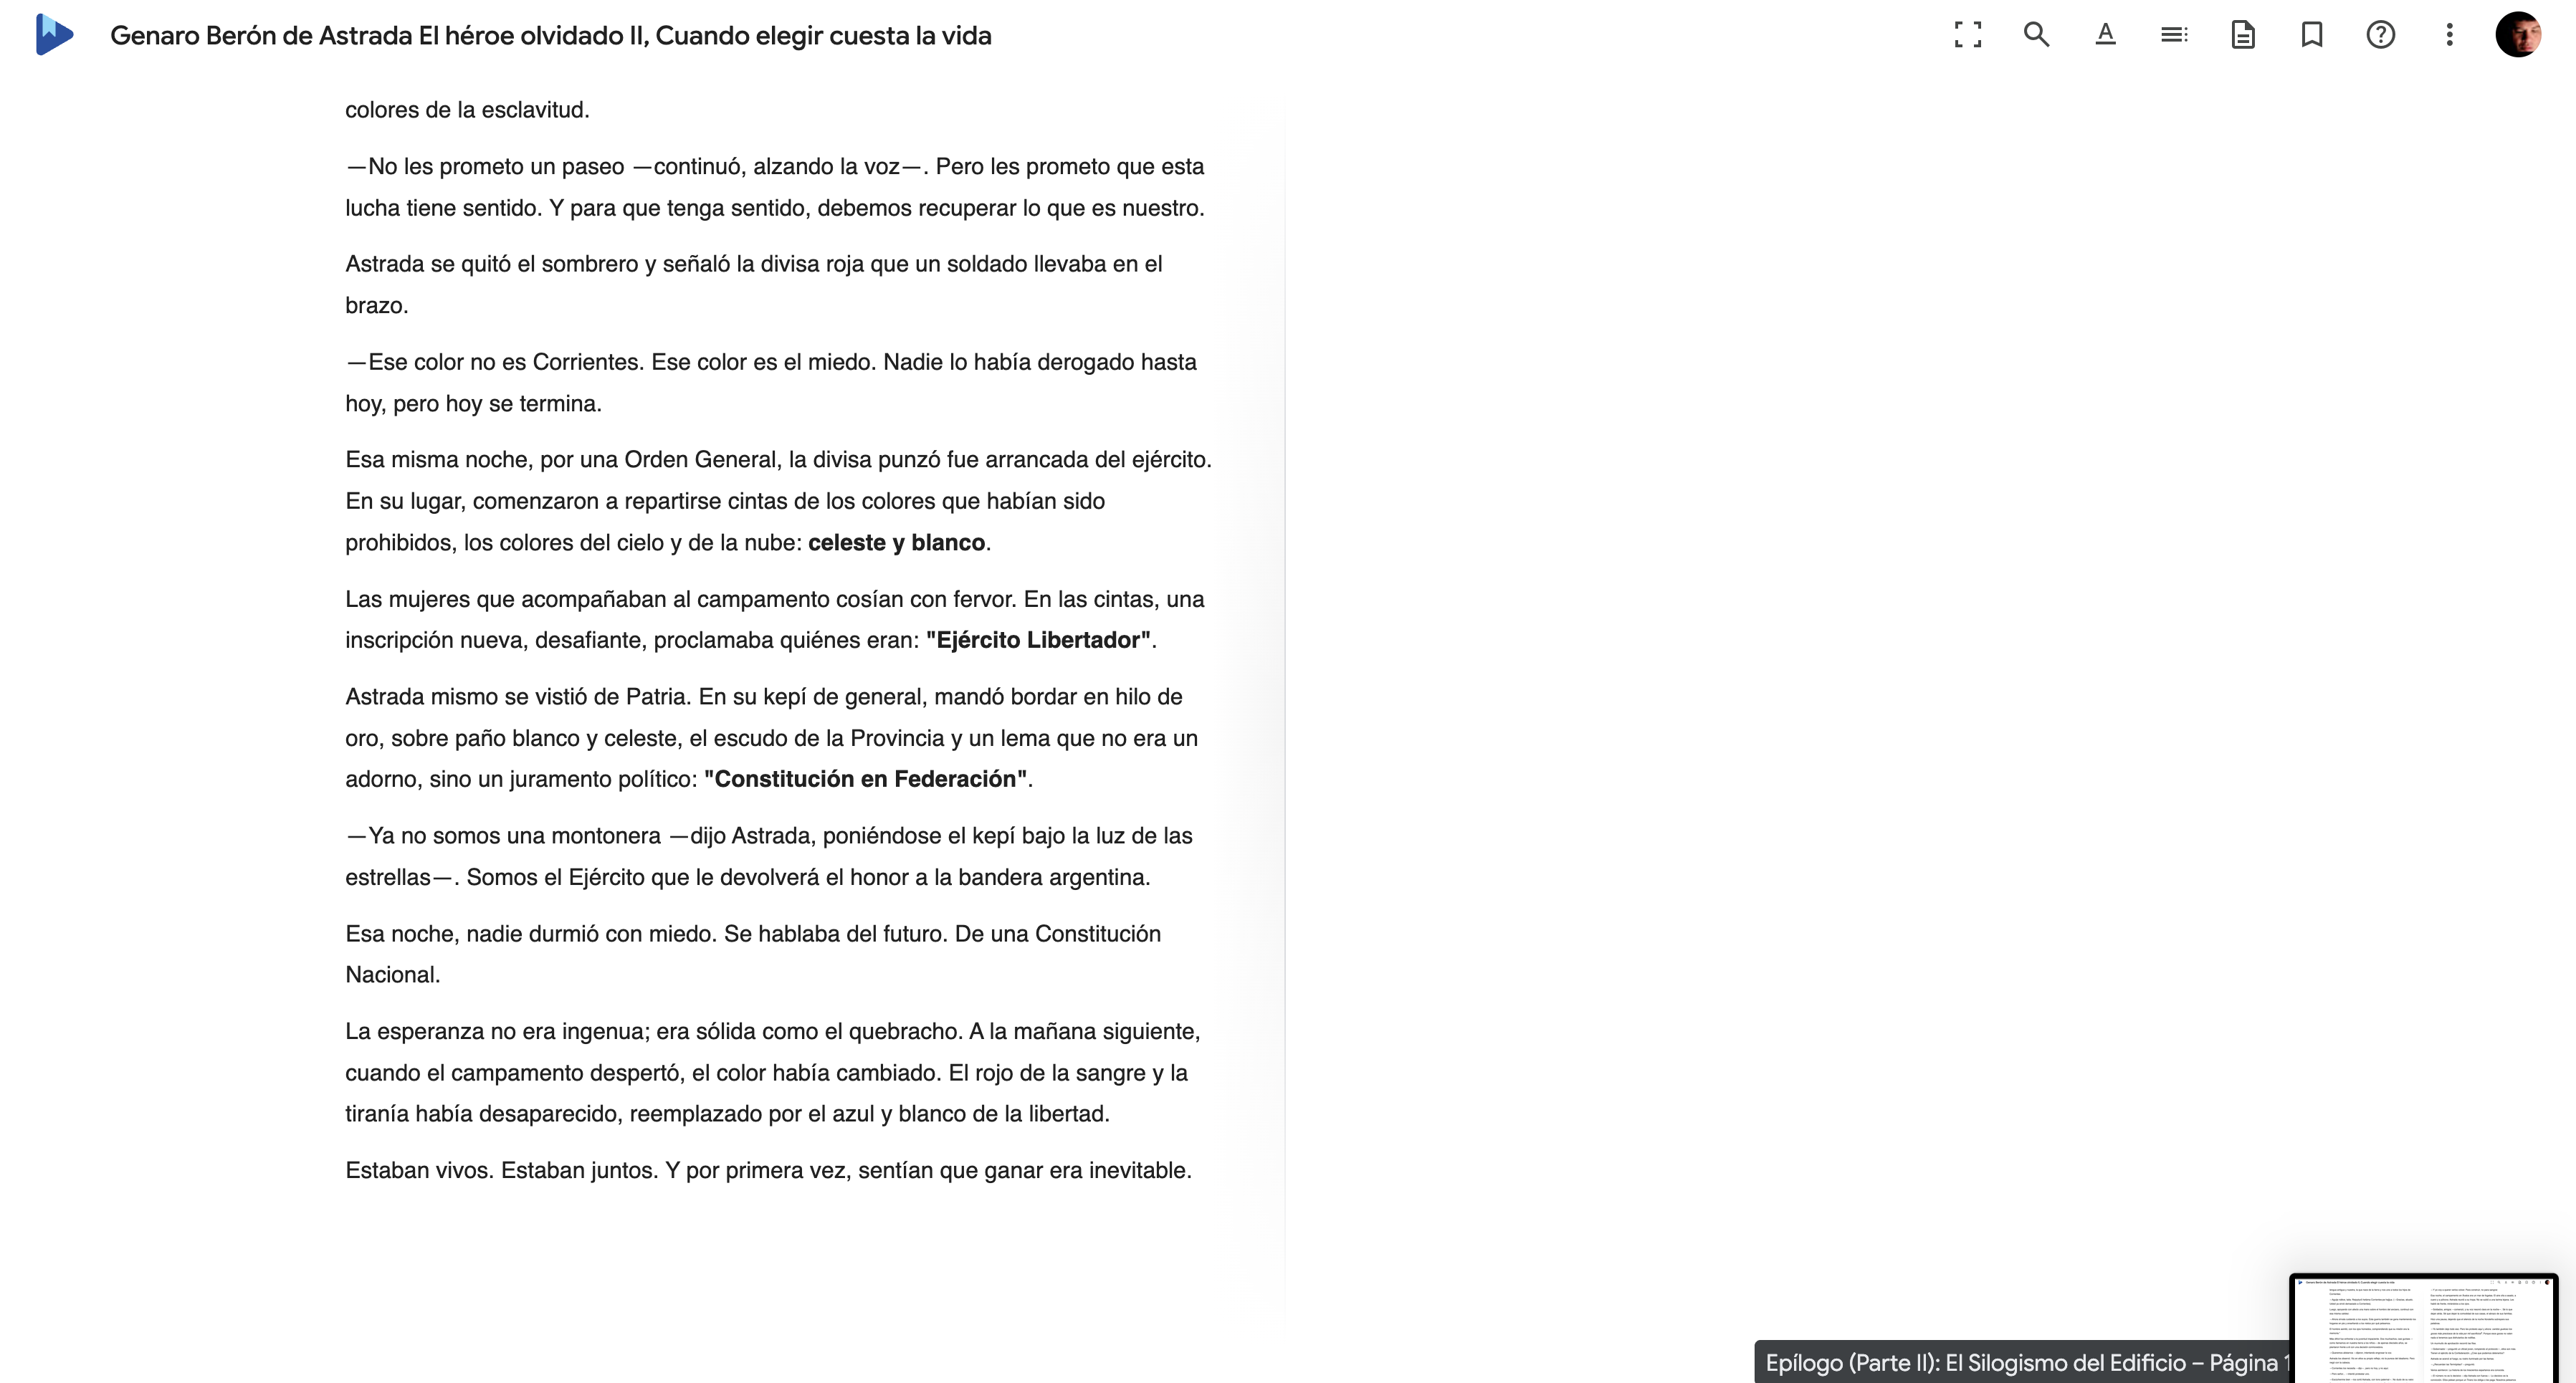 Genaro Berón de Astrada El héroe olvidado II, Cuando elegir cuesta la vida
colores de la esclavitud.
—No les prometo un paseo —continuó, alzando la voz—. Pero les prometo que esta
lucha tiene sentido. Y para que tenga sentido, debemos recuperar lo que es nuestro.
Astrada se quitó el sombrero y señaló la divisa roja que un soldado llevaba en el
brazo.
—Ese color no es Corrientes. Ese color es el miedo. Nadie lo había derogado hasta
hoy, pero hoy se termina.
Esa misma noche, por una Orden General, la divisa punzó fue arrancada del ejército.
En su lugar, comenzaron a repartirse cintas de los colores que habían sido
prohibidos, los colores del cielo y de la nube: celeste y blanco.
Las mujeres que acompañaban al campamento cosían con fervor. En las cintas, una
inscripción nueva, desafiante, proclamaba quiénes eran: "Ejército Libertador".
Astrada mismo se vistió de Patria. En su kepí de general, mandó bordar en hilo de
oro, sobre paño blanco y celeste, el escudo de la Provincia y un lema que no era un
adorno, sino un juramento político: "Constitución en Federación".
—Ya no somos una montonera —dijo Astrada, poniéndose el kepí bajo la luz de las
estrellas—. Somos el Ejército que le devolverá el honor a la bandera argentina.
Esa noche, nadie durmió con miedo. Se hablaba del futuro. De una Constitución
Nacional.
La esperanza no era ingenua; era sólida como el quebracho. A la mañana siguiente,
cuando el campamento despertó, el color había cambiado. El rojo de la sangre y la
tiranía había desaparecido, reemplazado por el azul y blanco de la libertad.
Estaban vivos. Estaban juntos. Y por primera vez, sentían que ganar era inevitable.
Epílogo (Parte II): El Silogismo del Edificio – Página 1